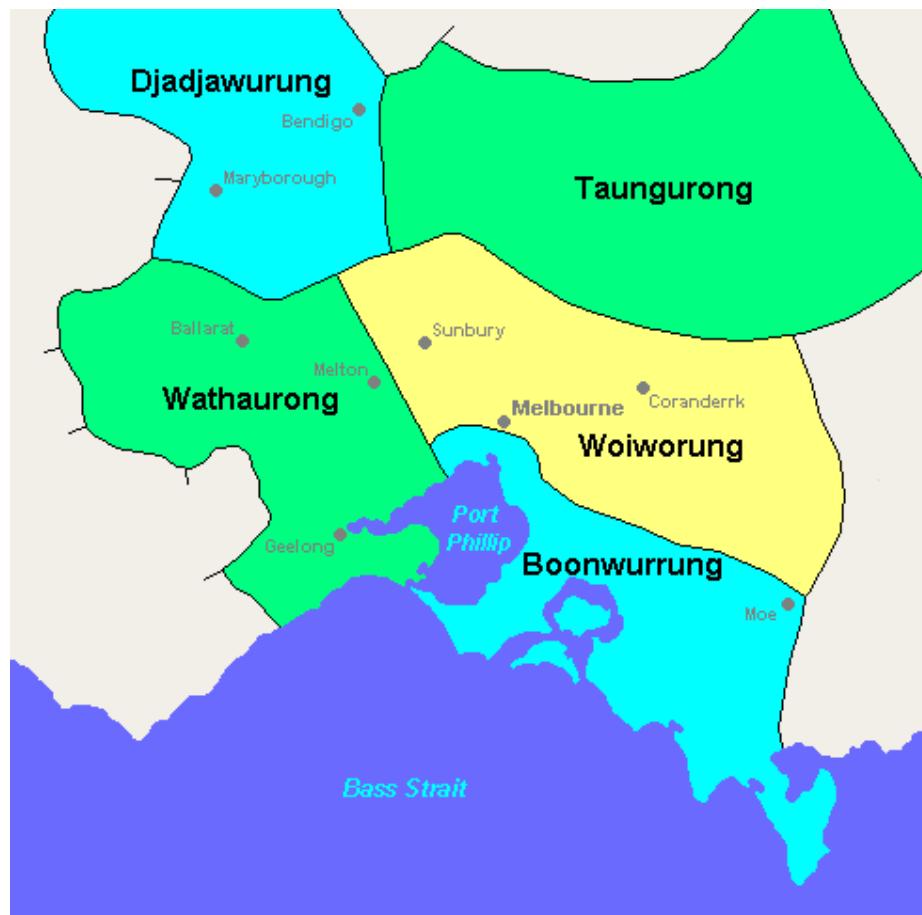 Djadjawurung
Bendigo
Maryborough
Taungurong
Ballarat
Sunbury
Melton
Wathaurong
Melbourne
Coranderrk
Woiworung
Port
Phillip
Geelong
Boonwurrung
Moe
Bass Strait